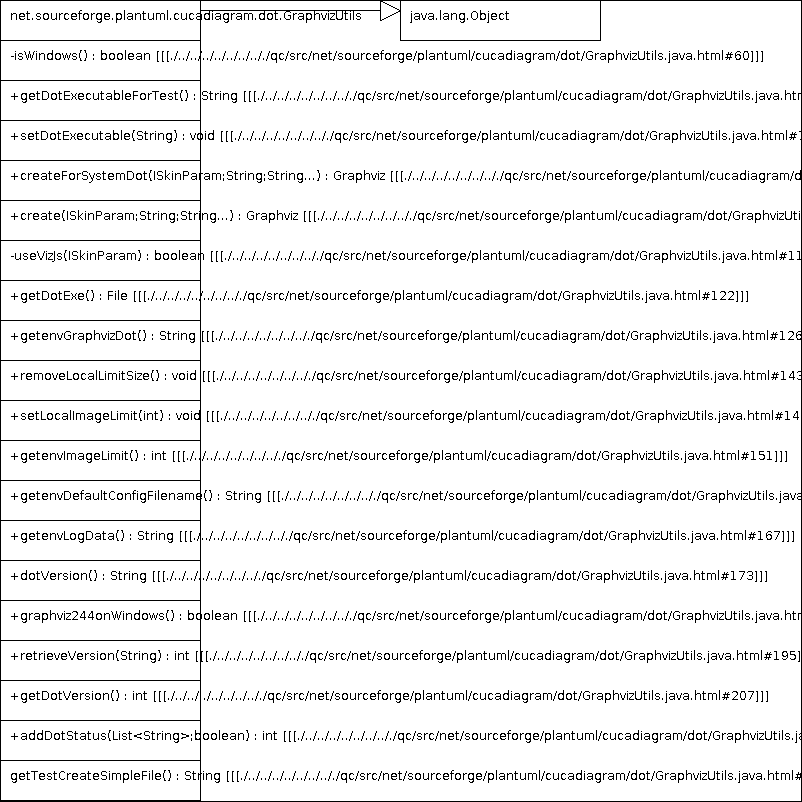 net.sourceforge.plantuml.cucadiagram.dot.GraphvizUtils
java.lang.Object
-isWindows() : boolean [[[./../../../../../../../qc/src/net/sourceforge/plantuml/cucadiagram/dot/GraphvizUtils.java.html#60]]]
+getDotExecutableForTest() : String [[[./../../../../../../../qc/src/net/sourceforge/plantuml/cucadiagram/dot/GraphvizUtils.java.htm
+setDotExecutable(String) : void [[[./../../../../../../../qc/src/net/sourceforge/plantuml/cucadiagram/dot/GraphvizUtils.java.html#
+createForSystemDot(ISkinParam;String;String...) : Graphviz [[[./../../../../../../../qc/src/net/sourceforge/plantuml/cucadiagram/d
+create(ISkinParam;String;String...) : Graphviz [[[./../../../../../../../qc/src/net/sourceforge/plantuml/cucadiagram/dot/GraphvizUti
-useVizJs(ISkinParam) : boolean [[[./../../../../../../../qc/src/net/sourceforge/plantuml/cucadiagram/dot/GraphvizUtils.java.html#11
+getDotExe() : File [[[./../../../../../../../qc/src/net/sourceforge/plantuml/cucadiagram/dot/GraphvizUtils.java.html#122]]]
+getenvGraphvizDot() : String [[[./../../../../../../../qc/src/net/sourceforge/plantuml/cucadiagram/dot/GraphvizUtils.java.html#126
+removeLocalLimitSize() : void [[[./../../../../../../../qc/src/net/sourceforge/plantuml/cucadiagram/dot/GraphvizUtils.java.html#143
+setLocalImageLimit(int) : void [[[./../../../../../../../qc/src/net/sourceforge/plantuml/cucadiagram/dot/GraphvizUtils.java.html#14
+getenvImageLimit() : int [[[./../../../../../../../qc/src/net/sourceforge/plantuml/cucadiagram/dot/GraphvizUtils.java.html#151]]]
+getenvDefaultConfigFilename() : String [[[./../../../../../../../qc/src/net/sourceforge/plantuml/cucadiagram/dot/GraphvizUtils.java
+getenvLogData() : String [[[./../../../../../../../qc/src/net/sourceforge/plantuml/cucadiagram/dot/GraphvizUtils.java.html#167]]]
+dotVersion() : String [[[./../../../../../../../qc/src/net/sourceforge/plantuml/cucadiagram/dot/GraphvizUtils.java.html#173]]]
+graphviz244onWindows() : boolean [[[./../../../../../../../qc/src/net/sourceforge/plantuml/cucadiagram/dot/GraphvizUtils.java.htm
+retrieveVersion(String) : int [[[./../../../../../../../qc/src/net/sourceforge/plantuml/cucadiagram/dot/GraphvizUtils.java.html#195]
+getDotVersion() : int [[[./../../../../../../../qc/src/net/sourceforge/plantuml/cucadiagram/dot/GraphvizUtils.java.html#207]]]
+addDotStatus(List<String>;boolean) : int [[[./../../../../../../../qc/src/net/sourceforge/plantuml/cucadiagram/dot/GraphvizUtils.ja
getTestCreateSimpleFile() : String [[[./../../../../../../../qc/src/net/sourceforge/plantuml/cucadiagram/dot/GraphvizUtils.java.html#